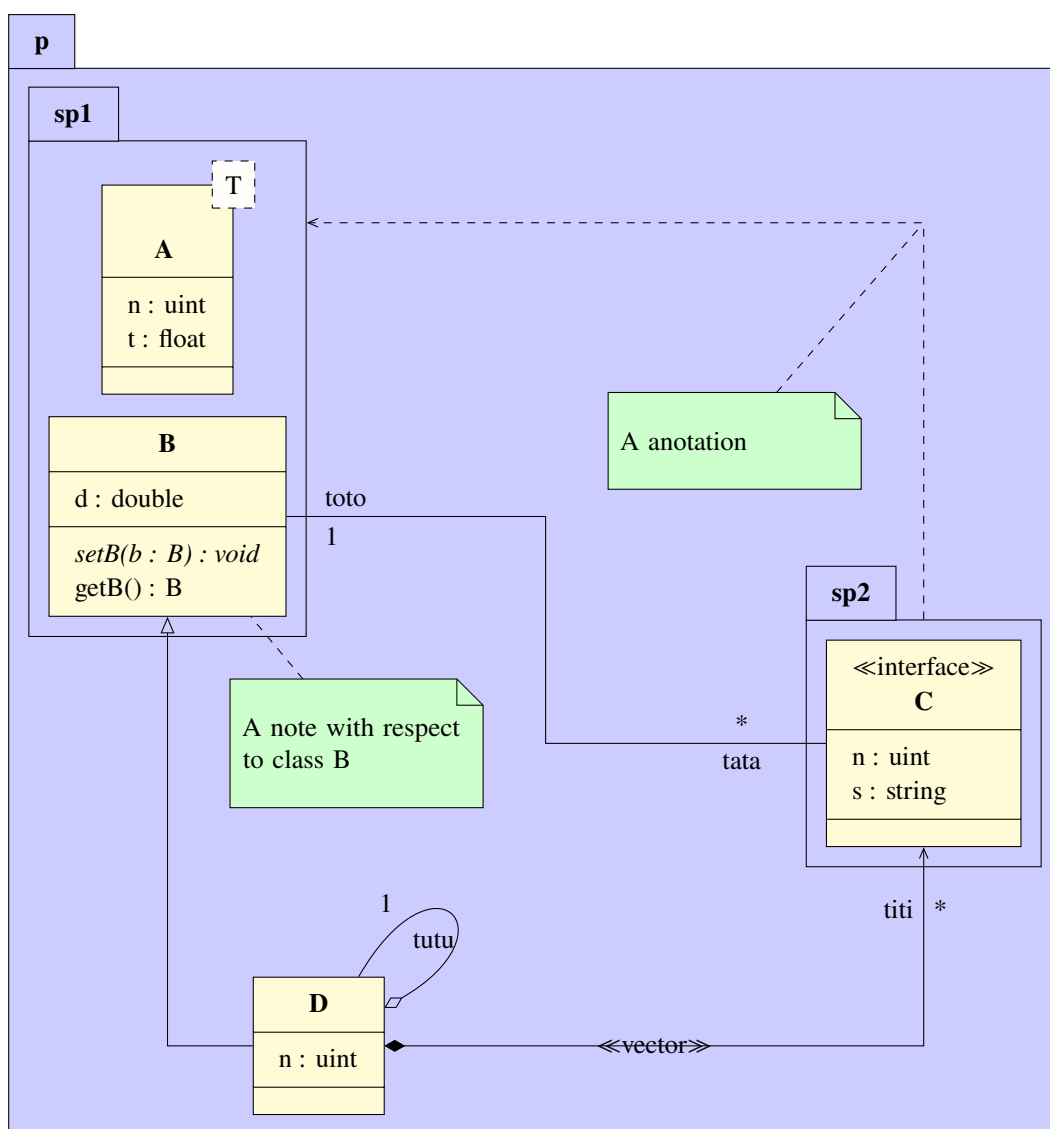 p
sp1
T
A
n : uint
t : float
A anotation
B
d : double
setB(b : B) : void
getB() : B
toto
1
sp2
≪interface≫
C
n : uint
s : string
*
tata
A note with respect
to class B
titi
*
1
tutu
D
n : uint
≪vector≫